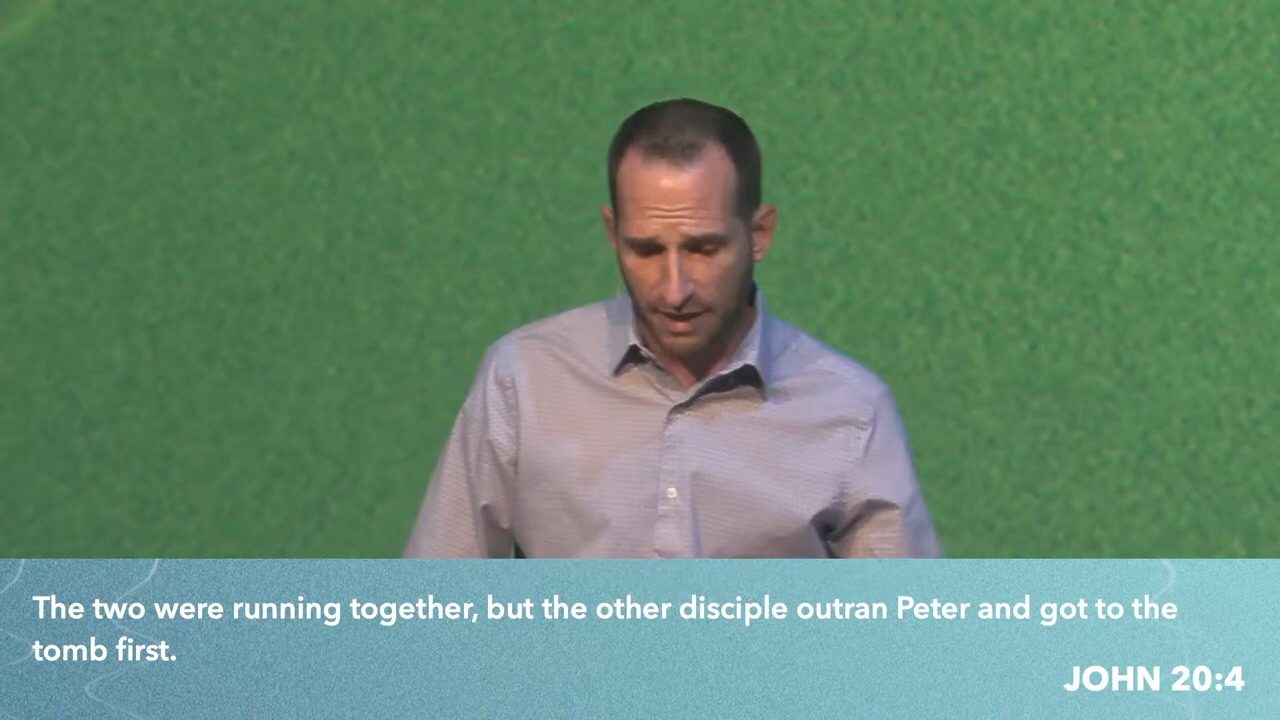 The two were running together, but the other disciple outran Peter and got to the
tomb first.
JOHN 20:4